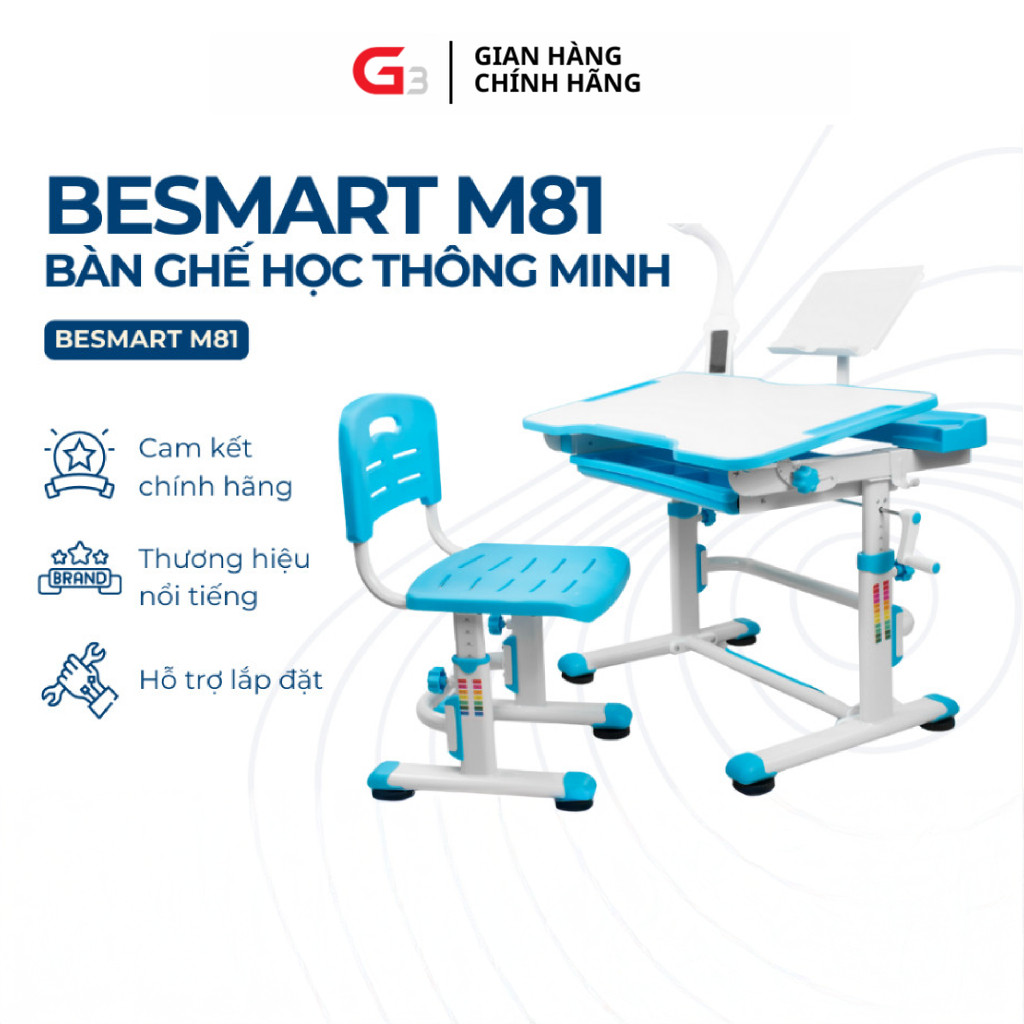 G3
GIAN HÀNG
CHÍNH HÃNG
BESMART M81
BÀN GHẾ HỌC THÔNG MINH
BESMART M81
Cam kết
chính hãng
BRAND
Thương hiệu
nổi tiếng
Hỗ trợ lắp đặt